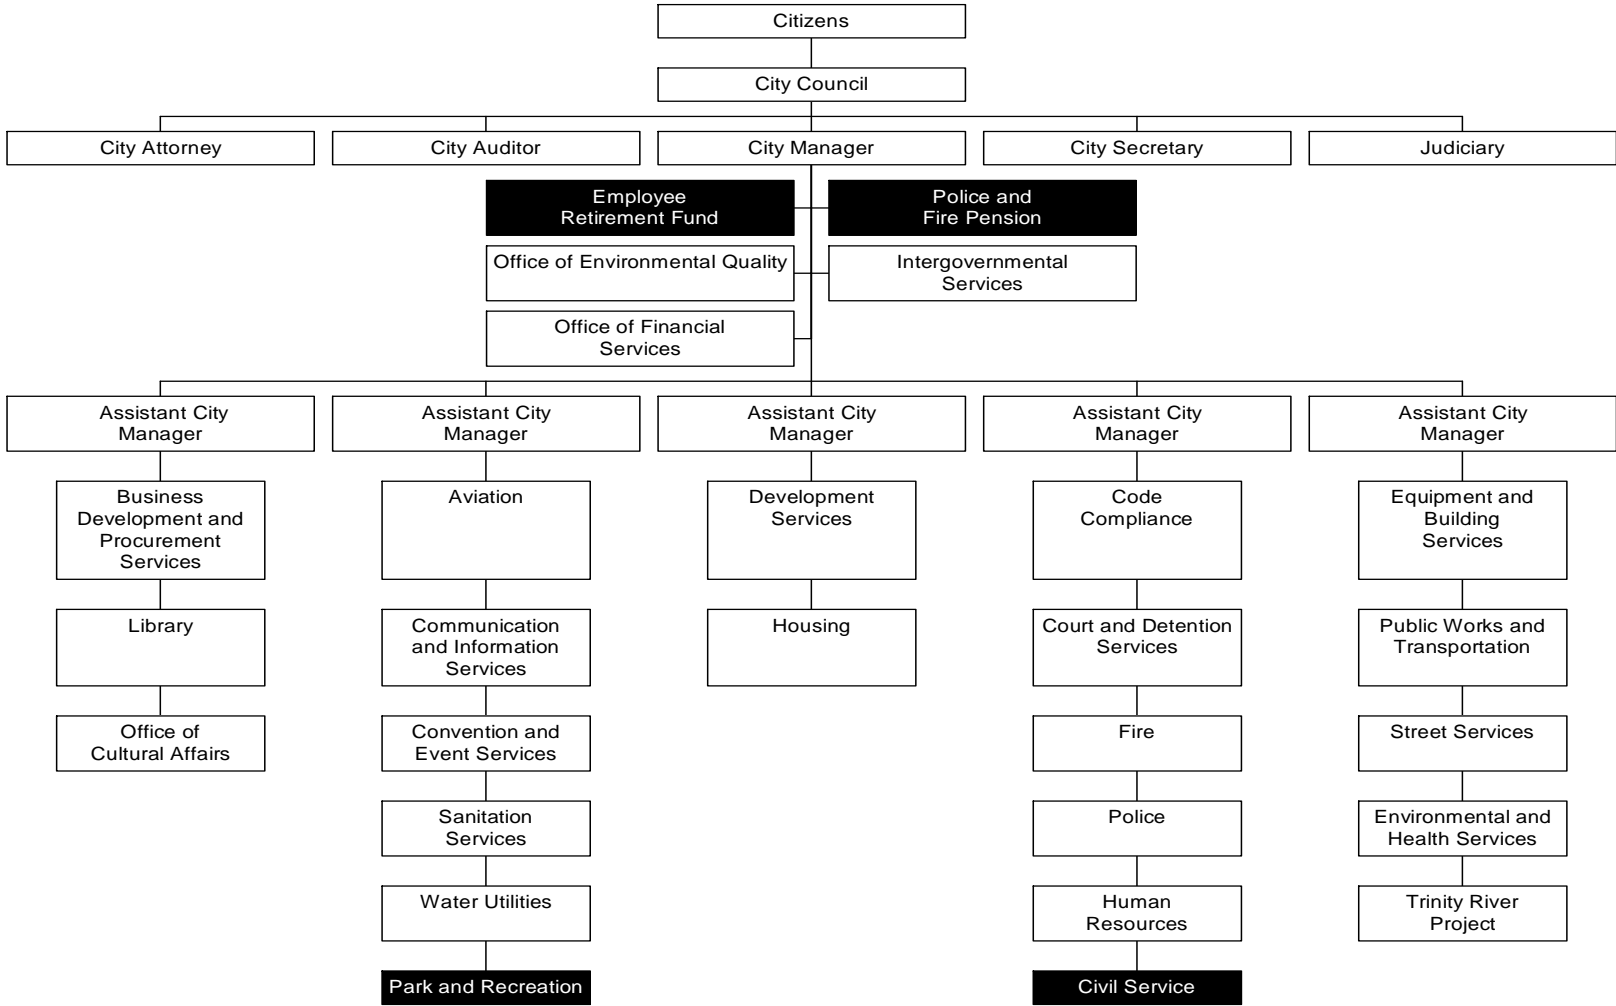 Citizens
City Council
City Attorney
City Auditor
City Manager
City Secretary
Judiciary
Employee
Retirement Fund
Police and
Fire Pension
Office of Environmental Quality
Intergovernmental
Services
Office of Financial
Services
Assistant City
Manager
Assistant City
Manager
Assistant City
Manager
Assistant City
Manager
Assistant City
Manager
Business
Development and
Procurement
Services
Library
Office of
Cultural Affairs
Aviation
Communication
and Information
Services
Convention and
Event Services
Sanitation
Services
Water Utilities
Park and Recreation
Development
Services
Housing
Code
Compliance
Court and Detention
Services
Fire
Police
Human
Resources
Civil Service
Equipment and
Building
Services
Public Works and
Transportation
Street Services
Environmental and
Health Services
Trinity River
Project